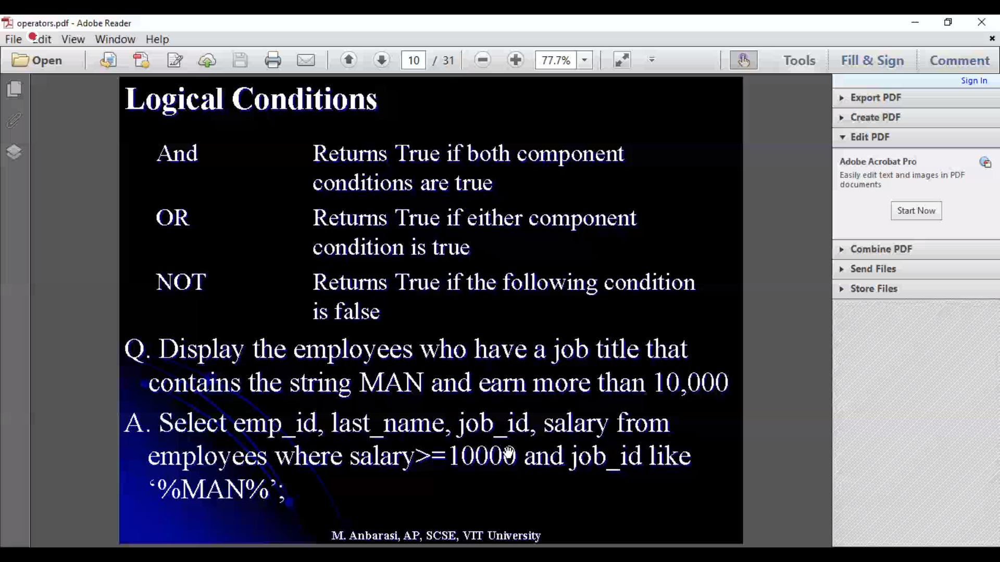 operators.pdf - Adobe Reader
File Edit View Window Help
Open 10 / 31 77.7% Tools Fill & Sign Comment
Sign In
Export PDF
Create PDF
Edit PDF
Adobe Acrobat Pro
Easily edit text and images in PDF
documents
Start Now
Combine PDF
Send Files
Store Files
Logical Conditions
And Returns True if both component
conditions are true
OR Returns True if either component
condition is true
NOT Returns True if the following condition
is false
Q. Display the employees who have a job title that
contains the string MAN and earn more than 10,000
A. Select emp_id, last_name, job_id, salary from
employees where salary>=10000 and job_id like
‘%MAN%’;
M. Anbarasi, AP, SCSE, VIT University